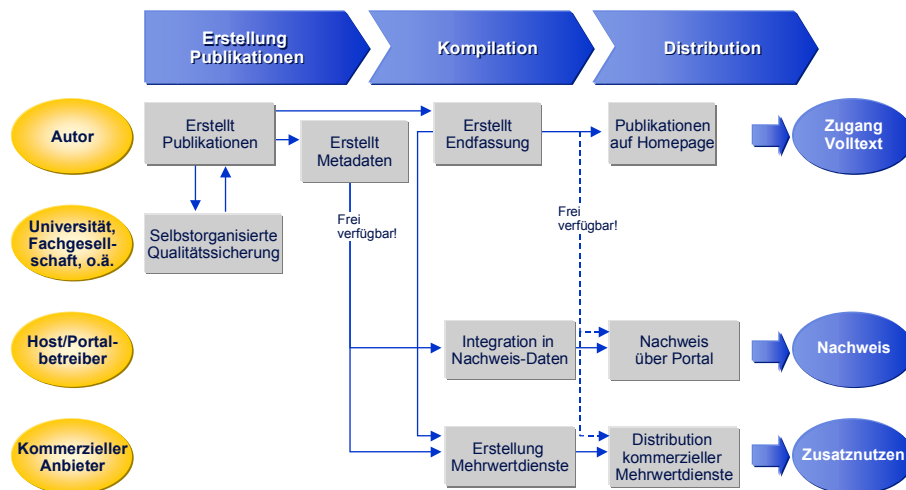 Erstellung
Publikationen
Kompilation
Distribution
Autor
Erstellt
Publikationen
Erstellt
Metadaten
Erstellt
Endfassung
Publikationen
auf Homepage
Zugang
Volltext
Universität,
Fachgesell-
schaft, o.ä.
Selbstorganisierte
Qualitätssicherung
Frei
verfügbar!
Frei
verfügbar!
Host/Portal-
betreiber
Integration in
Nachweis-Daten
Nachweis
über Portal
Nachweis
Kommerzieller
Anbieter
Erstellung
Mehrwertdienste
Distribution
kommerzieller
Mehrwertdienste
Zusatznutzen